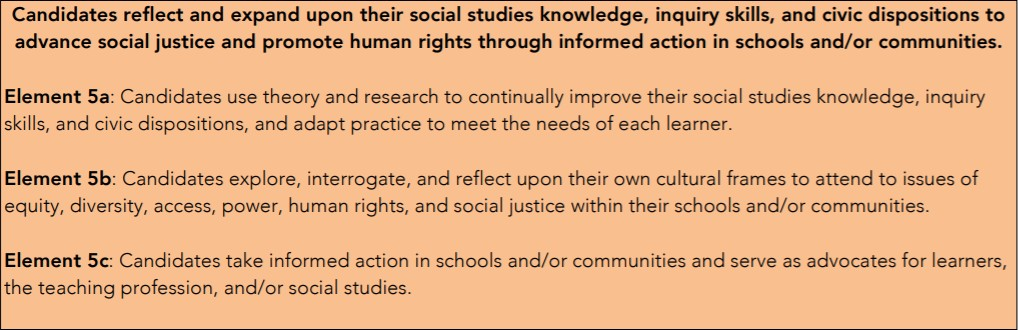 Candidates reflect and expand upon their social studies knowledge, inquiry skills, and civic dispositions to
advance social justice and promote human rights through informed action in schools and/or communities.
Element 5a: Candidates use theory and research to continually improve their social studies knowledge, inquiry
skills, and civic dispositions, and adapt practice to meet the needs of each learner.
Element 5b: Candidates explore, interrogate, and reflect upon their own cultural frames to attend to issues of
equity, diversity, access, power, human rights, and social justice within their schools and/or communities.
Element 5c: Candidates take informed action in schools and/or communities and serve as advocates for learners,
the teaching profession, and/or social studies.